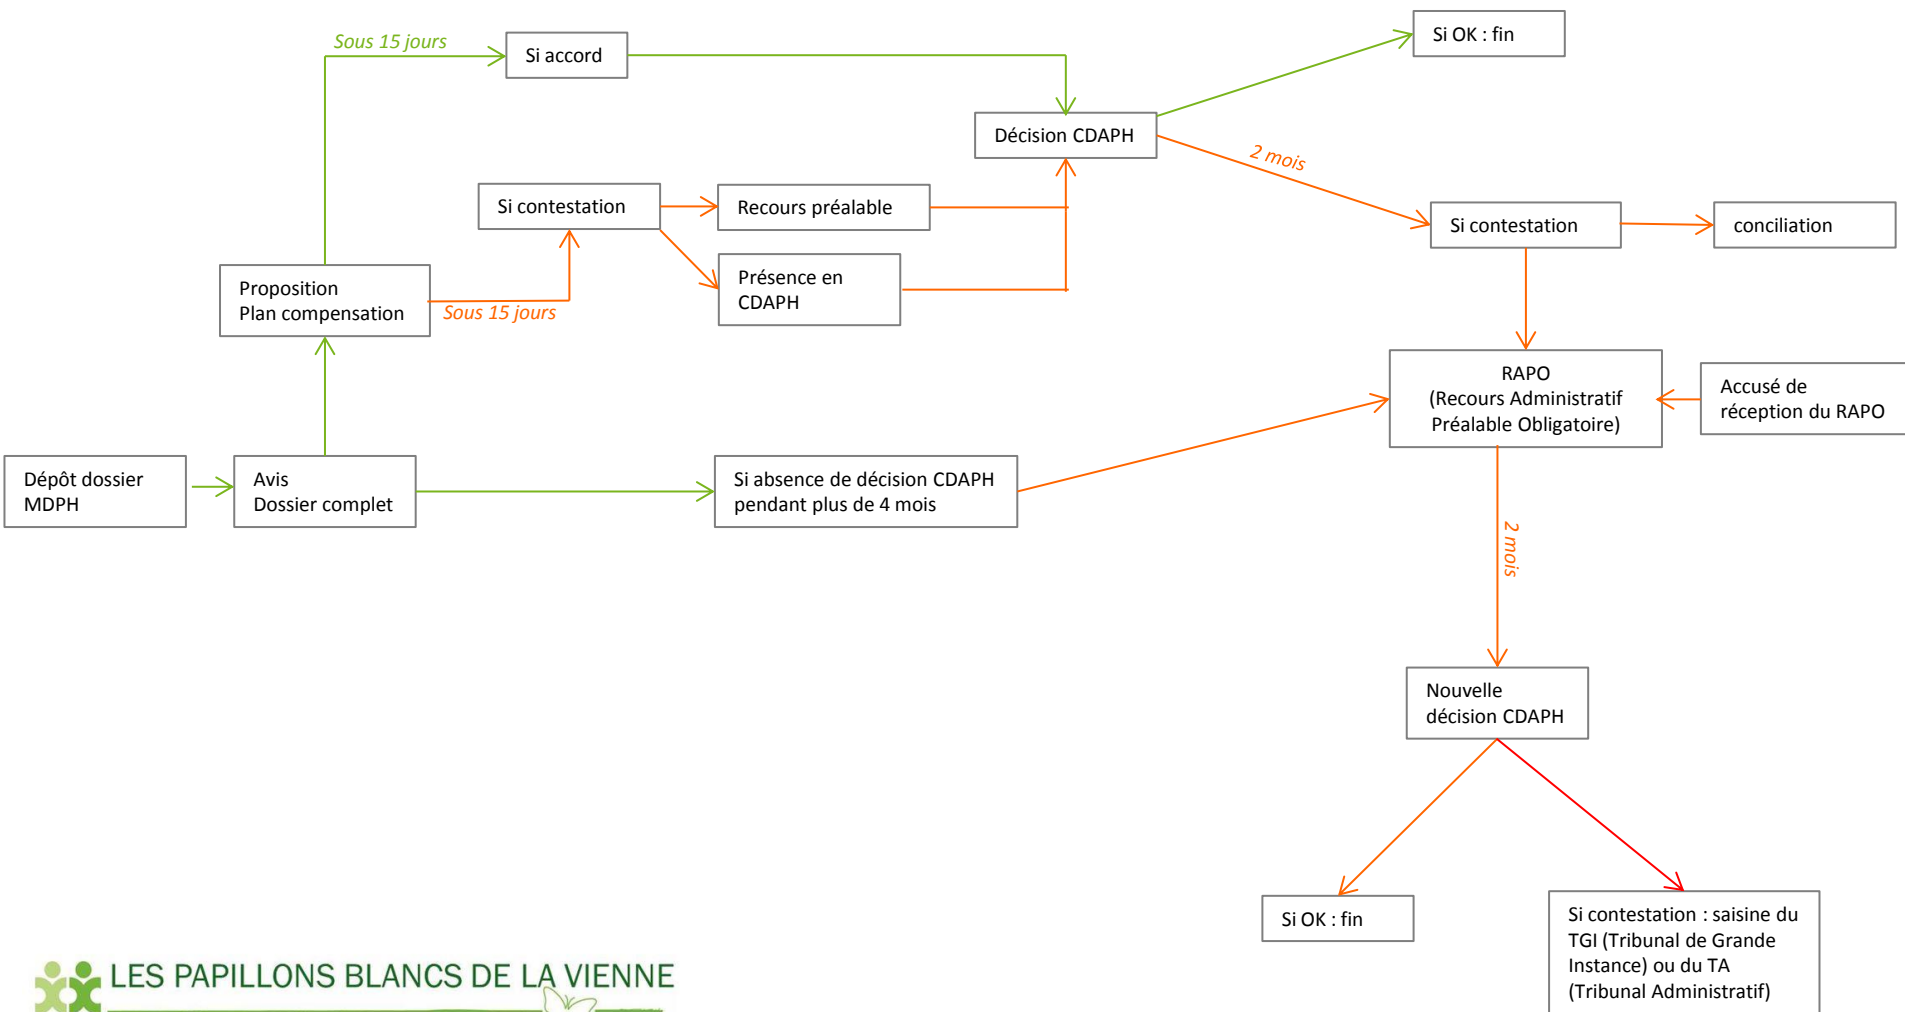 Sous 15 jours
Si accord
Si OK : fin
Décision CDAPH
2 mois
Si contestation
Recours préalable
Si contestation
conciliation
Présence en
CDAPH
Proposition
Plan compensation
Sous 15 jours
RAPO
(Recours Administratif
Préalable Obligatoire)
Accusé de
réception du RAPO
Dépôt dossier
MDPH
Avis
Dossier complet
Si absence de décision CDAPH
pendant plus de 4 mois
2 mois
Nouvelle
décision CDAPH
Si OK : fin
Si contestation : saisine du
TGI (Tribunal de Grande
Instance) ou du TA
(Tribunal Administratif)
LES PAPILLONS BLANCS DE LA VIENNE